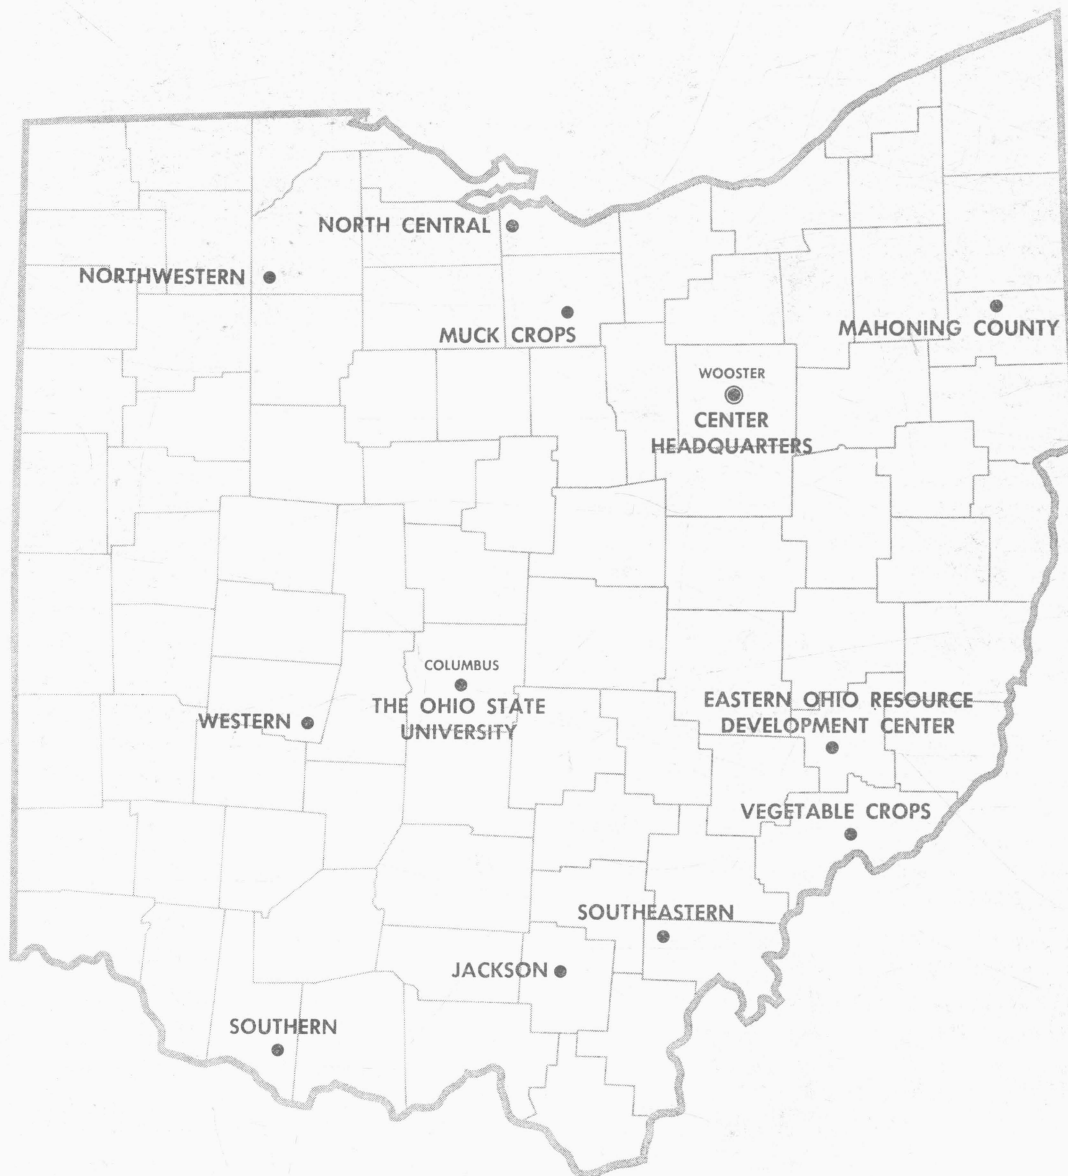 NORTH CENTRAL
NORTHWESTERN
MUCK CROPS
MAHONING COUNTY
WOOSTER
CENTER
HEADQUARTERS
COLUMBUS
THE OHIO STATE
UNIVERSITY
WESTERN
EASTERN OHIO RESOURCE
DEVELOPMENT CENTER
VEGETABLE CROPS
SOUTHEASTERN
JACKSON
SOUTHERN